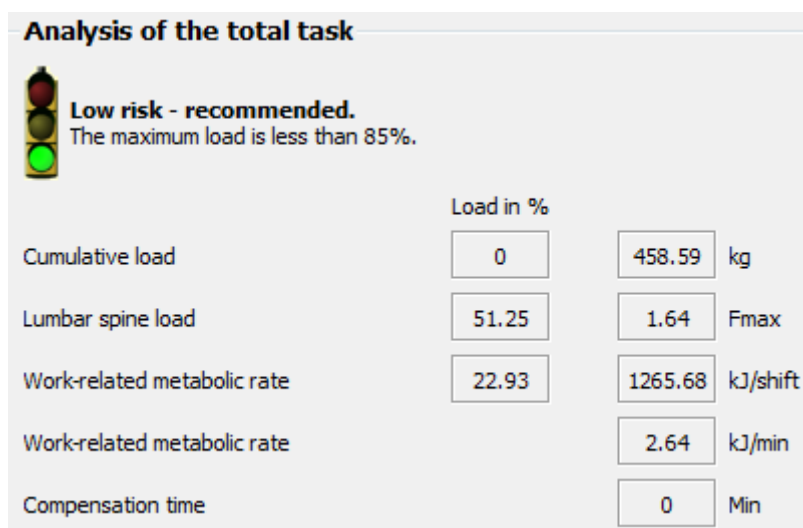 Analysis of the total task
Low risk - recommended.
The maximum load is less than 85%.
Load in %
Cumulative load 0 458.59 kg
Lumbar spine load 51.25 1.64 Fmax
Work-related metabolic rate 22.93 1265.68 kJ/shift
Work-related metabolic rate 2.64 kJ/min
Compensation time 0 Min